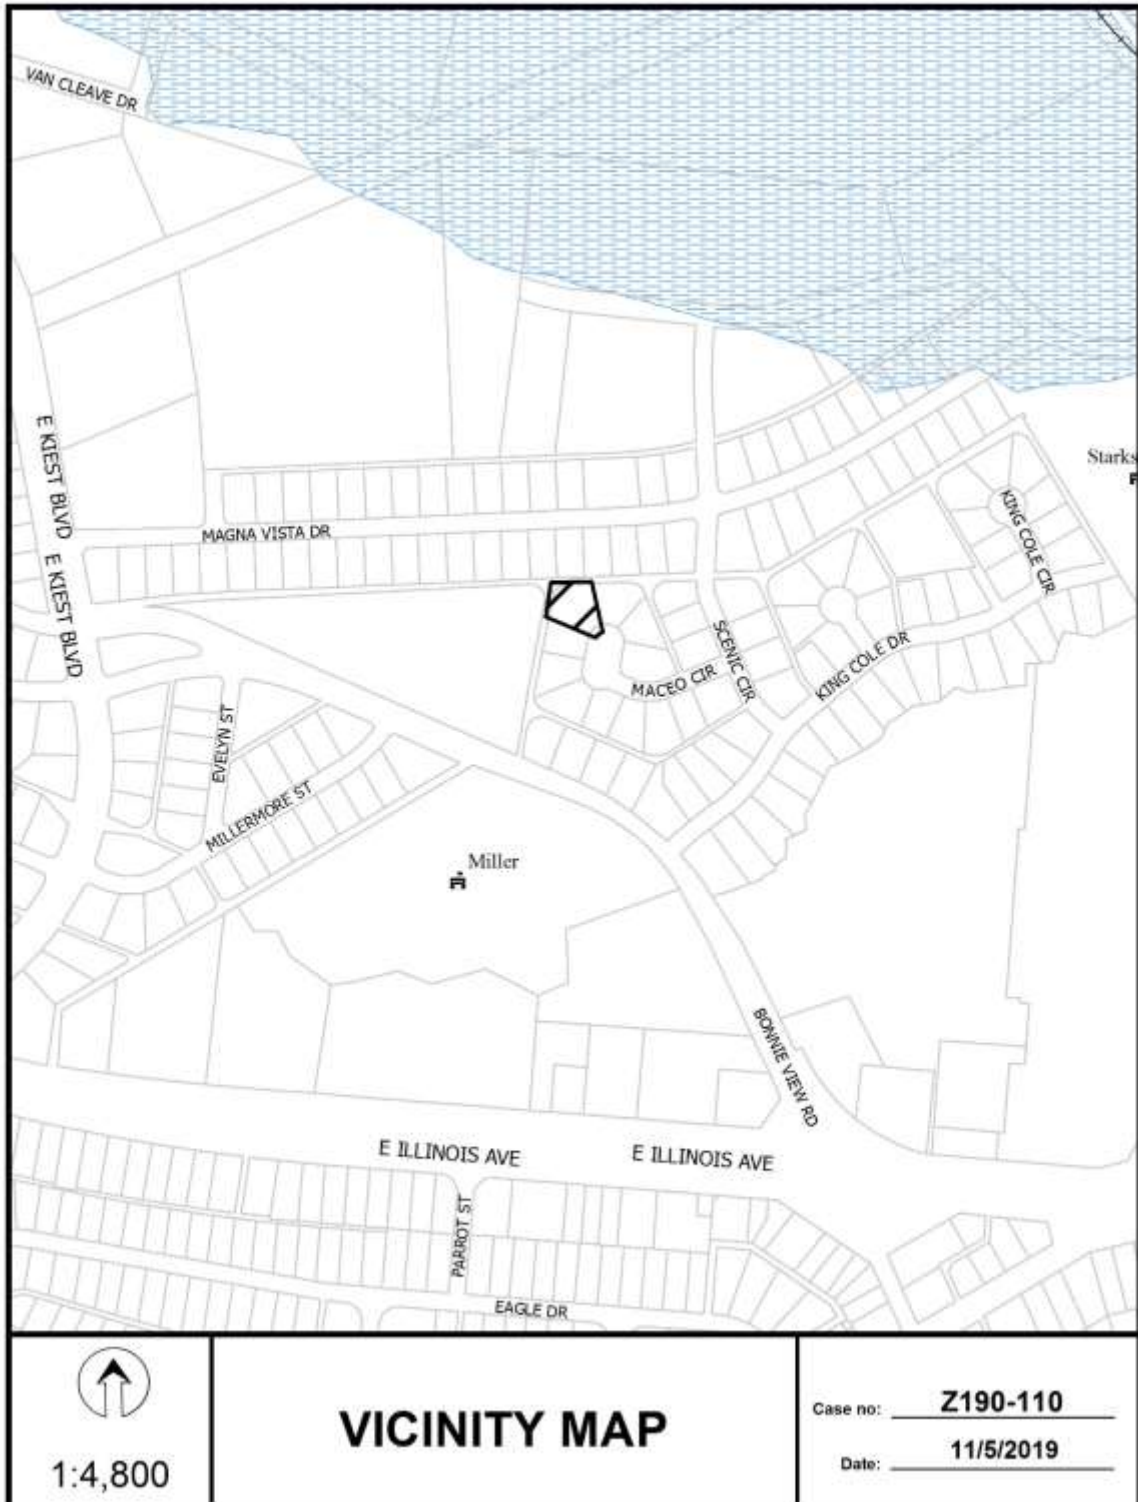 VAN CLEAVE DR
E KIEST BLVD
Starks
KING COLE CIR
MAGNA VISTA DR
E KIEST BLVD
SCENIC CIR
KING COLE DR
MACEO CIR
EVELYN ST
MILLERMORE ST
Miller
BONNIE VIEW RD
E ILLINOIS AVE
E ILLINOIS AVE
PARROT ST
EAGLE DR
1:4,800
VICINITY MAP
Case no: Z190-110
Date: 11/5/2019